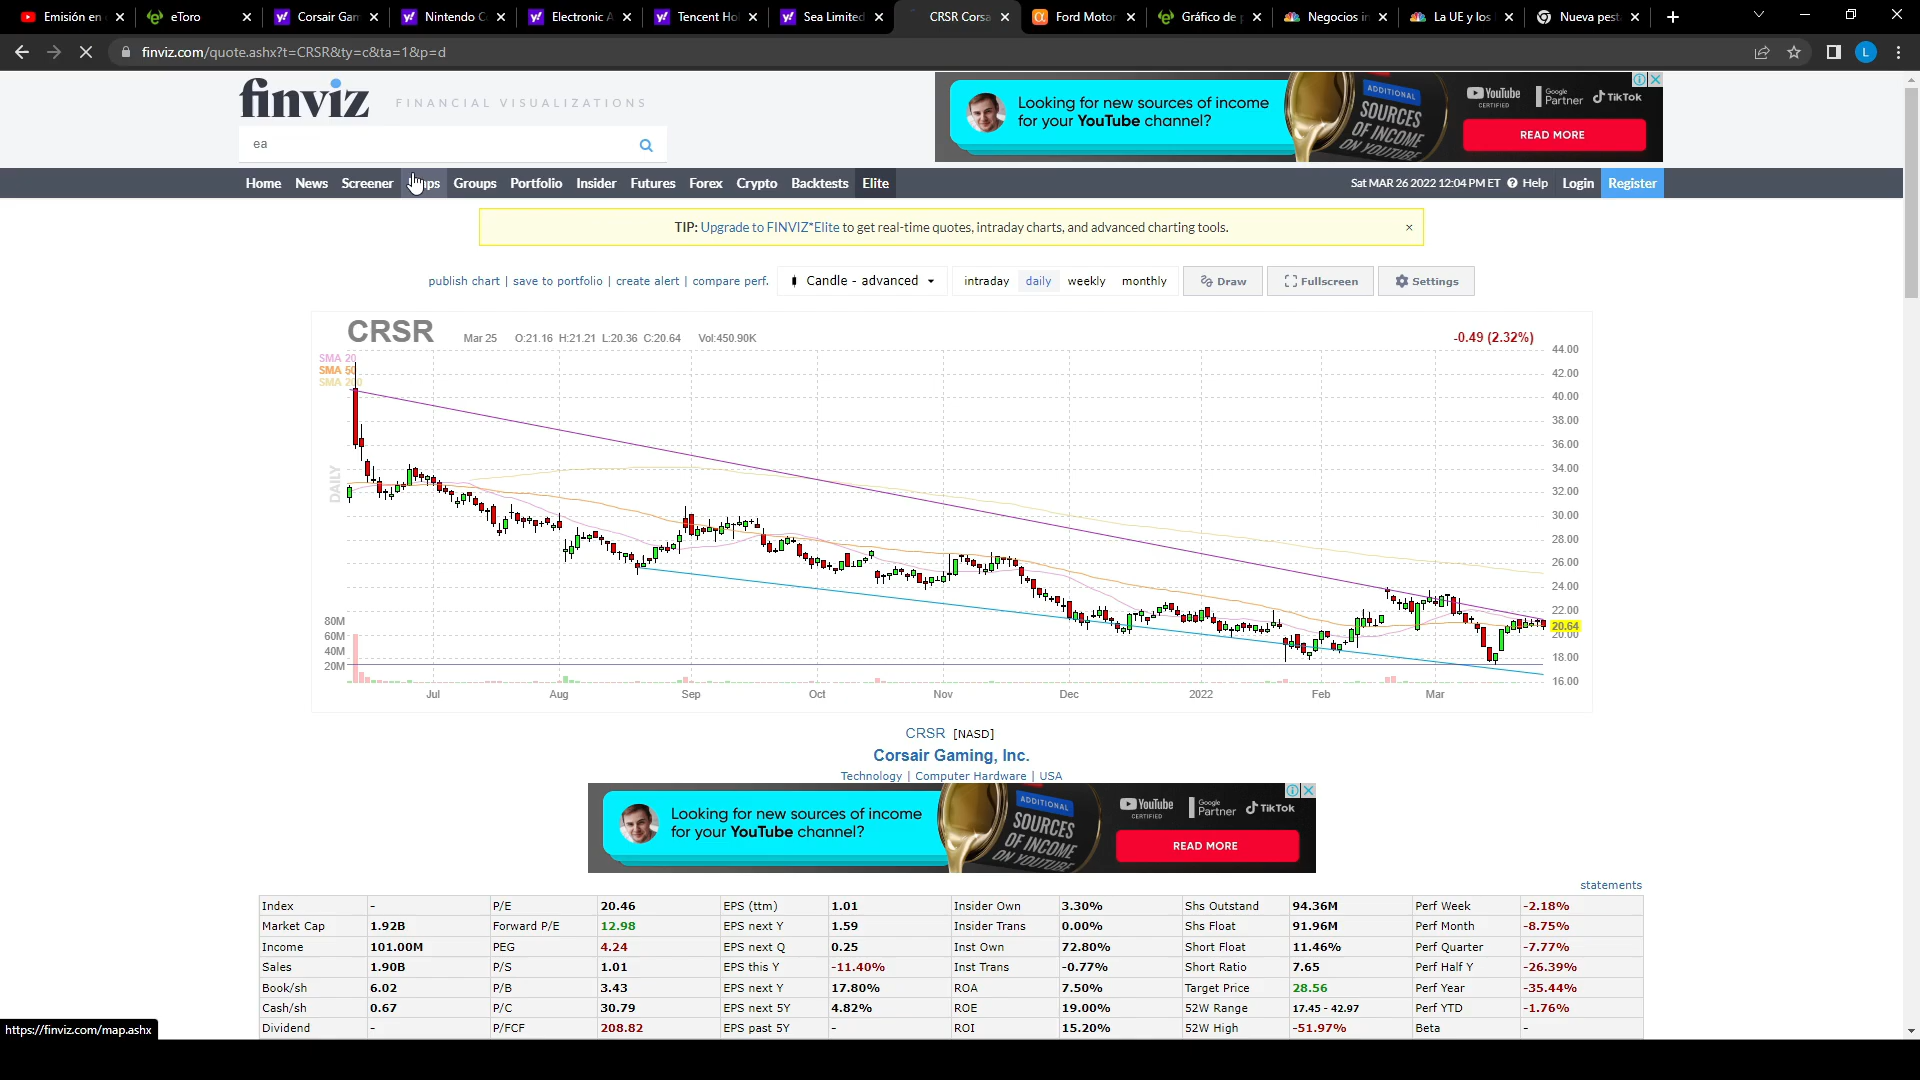 Emisión en
eToro
Corsair Gam
Nintendo C
Electronic A
Tencent Ho
Sea Limited
CRSR Corsa
Ford Motor
Gráfico de p
Negocios in
La UE y los
Nueva pest
finviz.com/quote.ashx?t=CRSR&ty=c&ta=1&p=d
L
finviz
FINANCIAL VISUALIZATIONS
ea
Looking for new sources of income
for your YouTube channel?
ADDITIONAL
SOURCES
OF INCOME
ON YOUTUBE
YouTube
CERTIFIED
Google
Partner
TikTok
READ MORE
Home News Screener Maps Groups Portfolio Insider Futures Forex Crypto Backtests Elite
Sat MAR 26 2022 12:04 PM ET Help Login Register
TIP: Upgrade to FINVIZ*Elite to get real-time quotes, intraday charts, and advanced charting tools. ×
publish chart | save to portfolio | create alert | compare perf.
Candle - advanced
intraday daily weekly monthly
Draw
Fullscreen
Settings
CRSR
Mar 25 O:21.16 H:21.21 L:20.36 C:20.64 Vol:450.90K
-0.49 (2.32%)
SMA 20
SMA 50
SMA 200
DAILY
44.00
42.00
40.00
38.00
36.00
34.00
32.00
30.00
28.00
26.00
24.00
22.00
20.64
20.00
18.00
16.00
80M
60M
40M
20M
Jul Aug Sep Oct Nov Dec 2022 Feb Mar
CRSR [NASD]
Corsair Gaming, Inc.
Technology | Computer Hardware | USA
Looking for new sources of income
for your YouTube channel?
ADDITIONAL
SOURCES
OF INCOME
ON YOUTUBE
YouTube
CERTIFIED
Google
Partner
TikTok
READ MORE
statements
Index - P/E 20.46 EPS (ttm) 1.01 Insider Own 3.30% Shs Outstand 94.36M Perf Week -2.18%
Market Cap 1.92B Forward P/E 12.98 EPS next Y 1.59 Insider Trans 0.00% Shs Float 91.96M Perf Month -8.75%
Income 101.00M PEG 4.24 EPS next Q 0.25 Inst Own 72.80% Short Float 11.46% Perf Quarter -7.77%
Sales 1.90B P/S 1.01 EPS this Y -11.40% Inst Trans -0.77% Short Ratio 7.65 Perf Half Y -26.39%
Book/sh 6.02 P/B 3.43 EPS next Y 17.80% ROA 7.50% Target Price 28.56 Perf Year -35.44%
Cash/sh 0.67 P/C 30.79 EPS next 5Y 4.82% ROE 19.00% 52W Range 17.45 - 42.97 Perf YTD -1.76%
Dividend - P/FCF 208.82 EPS past 5Y - ROI 15.20% 52W High -51.97% Beta -
https://finviz.com/map.ashx